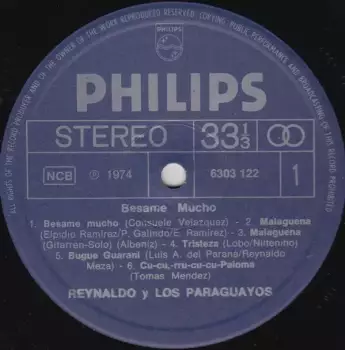 AND OF THE OWNER OF THE WORK REPRODUCED RESERVED. COPYING, PUBLIC PERFORMANCE AND BROADCASTING OF THIS RECORD PROHIBITED
ALL RIGHTS OF THE RECORD PRODUCER
PHILIPS
PHILIPS
STEREO 33 1/3
NCB ℗ 1974 6303 122 1
Besame Mucho
1. Besame mucho (Consuelo Velazquez) - 2. Malaguena
(Elpidio Ramirez/P. Galindo/E. Ramirez) - 3. Malaguena
(Gitarren-Solo) (Albeniz) - 4. Tristeza (Lobo/Niltenino)
5. Bugue Guarani (Luis A. del Parana/Reynaldo
Meza) - 6. Cu-cu,-rru-cu-cu-Paloma
(Tomas Mendez)
REYNALDO y LOS PARAGUAYOS